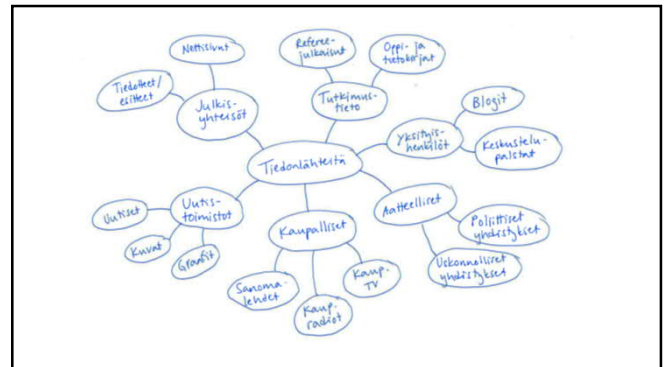 Nettisivut
Tiedotteet/
esitteet
Julkis-
yhteisöt
Referee-
julkaisut
Oppi- ja
tietokirjat
Tutkimus-
tieto
Blogit
Yksityis-
henkilöt
Keskustelu-
palstat
Tiedonlähteitä
Uutis-
toimistot
Uutiset
Kuvat
Graafit
Kaupalliset
Sanoma-
lehdet
Kaup-
radiot
Kaup-
TV
Aatteelliset
Poliittiset
yhdistykset
Uskonnolliset
yhdistykset